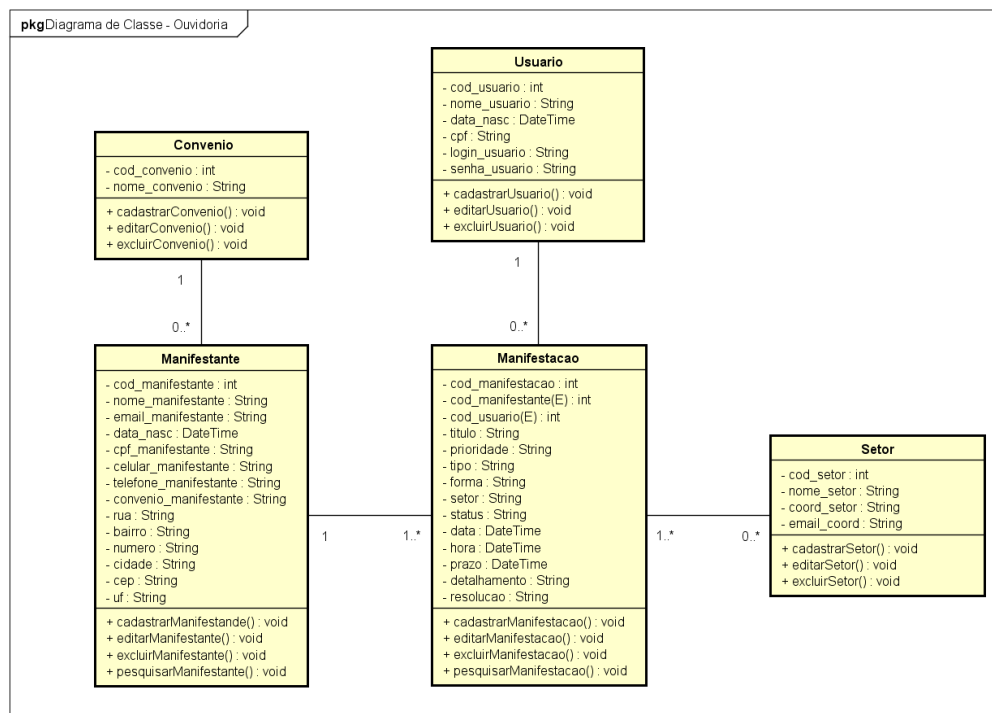 pkg Diagrama de Classe - Ouvidoria
Usuario
- cod_usuario : int
- nome_usuario : String
- data_nasc : DateTime
- cpf : String
- login_usuario : String
- senha_usuario : String
+ cadastrarUsuario() : void
+ editarUsuario() : void
+ excluirUsuario() : void
Convenio
- cod_convenio : int
- nome_convenio : String
+ cadastrarConvenio() : void
+ editarConvenio() : void
+ excluirConvenio() : void
1
0..*
1
0..*
Manifestante
- cod_manifestante : int
- nome_manifestante : String
- email_manifestante : String
- data_nasc : DateTime
- cpf_manifestante : String
- celular_manifestante : String
- telefone_manifestante : String
- convenio_manifestante : String
- rua : String
- bairro : String
- numero : String
- cidade : String
- cep : String
- uf : String
+ cadastrarManifestande() : void
+ editarManifestante() : void
+ excluirManifestante() : void
+ pesquisarManifestante() : void
1
1..*
Manifestacao
- cod_manifestacao : int
- cod_manifestante(E) : int
- cod_usuario(E) : int
- titulo : String
- prioridade : String
- tipo : String
- forma : String
- setor : String
- status : String
- data : DateTime
- hora : DateTime
- prazo : DateTime
- detalhamento : String
- resolucao : String
+ cadastrarManifestacao() : void
+ editarManifestacao() : void
+ excluirManifestacao() : void
+ pesquisarManifestacao() : void
1..*
0..*
Setor
- cod_setor : int
- nome_setor : String
- coord_setor : String
- email_coord : String
+ cadastrarSetor() : void
+ editarSetor() : void
+ excluirSetor() : void